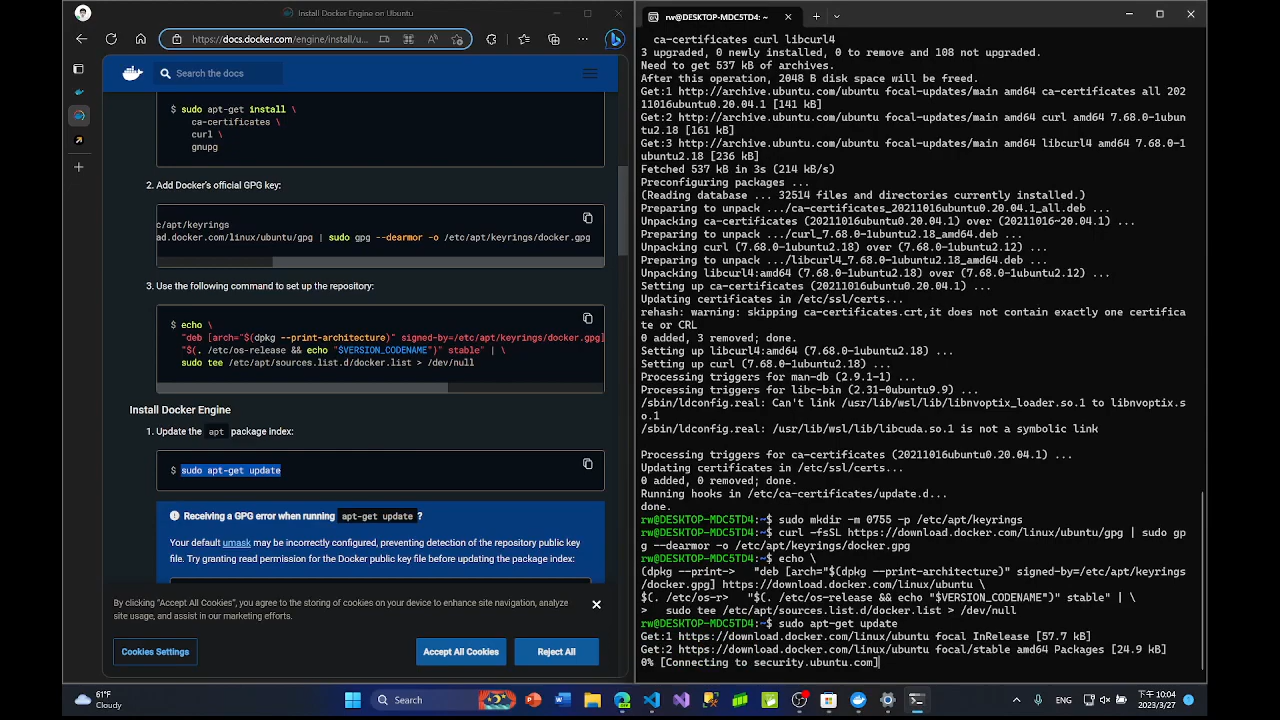 Install Docker Engine on Ubuntu
https://docs.docker.com/engine/install/u...
Search the docs
$ sudo apt-get install \
ca-certificates \
curl \
gnupg
2. Add Docker's official GPG key:
c/apt/keyrings
ad.docker.com/linux/ubuntu/gpg | sudo gpg --dearmor -o /etc/apt/keyrings/docker.gpg
3. Use the following command to set up the repository:
$ echo \
"deb [arch="$(dpkg --print-architecture)" signed-by=/etc/apt/keyrings/docker.gpg]
"$(. /etc/os-release && echo "$VERSION_CODENAME")" stable" | \
sudo tee /etc/apt/sources.list.d/docker.list > /dev/null
Install Docker Engine
1. Update the apt package index:
$ sudo apt-get update
Receiving a GPG error when running apt-get update ?
Your default umask may be incorrectly configured, preventing detection of the repository public key
file. Try granting read permission for the Docker public key file before updating the package index:
By clicking "Accept All Cookies", you agree to the storing of cookies on your device to enhance site navigation, analyze
site usage, and assist in our marketing efforts.
Cookies Settings
Accept All Cookies
Reject All
rw@DESKTOP-MDC5TD4: ~
ca-certificates curl libcurl4
3 upgraded, 0 newly installed, 0 to remove and 108 not upgraded.
Need to get 537 kB of archives.
After this operation, 2048 B disk space will be freed.
Get:1 http://archive.ubuntu.com/ubuntu focal-updates/main amd64 ca-certificates all 202
11016ubuntu0.20.04.1 [141 kB]
Get:2 http://archive.ubuntu.com/ubuntu focal-updates/main amd64 curl amd64 7.68.0-1ubun
tu2.18 [161 kB]
Get:3 http://archive.ubuntu.com/ubuntu focal-updates/main amd64 libcurl4 amd64 7.68.0-1
ubuntu2.18 [236 kB]
Fetched 537 kB in 3s (214 kB/s)
Preconfiguring packages ...
(Reading database ... 32514 files and directories currently installed.)
Preparing to unpack .../ca-certificates_20211016ubuntu0.20.04.1_all.deb ...
Unpacking ca-certificates (20211016ubuntu0.20.04.1) over (20211016~20.04.1) ...
Preparing to unpack .../curl_7.68.0-1ubuntu2.18_amd64.deb ...
Unpacking curl (7.68.0-1ubuntu2.18) over (7.68.0-1ubuntu2.12) ...
Preparing to unpack .../libcurl4_7.68.0-1ubuntu2.18_amd64.deb ...
Unpacking libcurl4:amd64 (7.68.0-1ubuntu2.18) over (7.68.0-1ubuntu2.12) ...
Setting up ca-certificates (20211016ubuntu0.20.04.1) ...
Updating certificates in /etc/ssl/certs...
rehash: warning: skipping ca-certificates.crt,it does not contain exactly one certifica
te or CRL
0 added, 3 removed; done.
Setting up libcurl4:amd64 (7.68.0-1ubuntu2.18) ...
Setting up curl (7.68.0-1ubuntu2.18) ...
Processing triggers for man-db (2.9.1-1) ...
Processing triggers for libc-bin (2.31-0ubuntu9.9) ...
/sbin/ldconfig.real: Can't link /usr/lib/wsl/lib/libnvoptix_loader.so.1 to libnvoptix.s
o.1
/sbin/ldconfig.real: /usr/lib/wsl/lib/libcuda.so.1 is not a symbolic link
Processing triggers for ca-certificates (20211016ubuntu0.20.04.1) ...
Updating certificates in /etc/ssl/certs...
0 added, 0 removed; done.
Running hooks in /etc/ca-certificates/update.d...
done.
rw@DESKTOP-MDC5TD4:~$ sudo mkdir -m 0755 -p /etc/apt/keyrings
rw@DESKTOP-MDC5TD4:~$ curl -fsSL https://download.docker.com/linux/ubuntu/gpg | sudo gp
g --dearmor -o /etc/apt/keyrings/docker.gpg
rw@DESKTOP-MDC5TD4:~$ echo \
(dpkg --print-> "deb [arch="$(dpkg --print-architecture)" signed-by=/etc/apt/keyrings
/docker.gpg] https://download.docker.com/linux/ubuntu \
$(. /etc/os-r> "$(. /etc/os-release && echo "$VERSION_CODENAME")" stable" | \
> sudo tee /etc/apt/sources.list.d/docker.list > /dev/null
rw@DESKTOP-MDC5TD4:~$ sudo apt-get update
Get:1 https://download.docker.com/linux/ubuntu focal InRelease [57.7 kB]
Get:2 https://download.docker.com/linux/ubuntu focal/stable amd64 Packages [24.9 kB]
0% [Connecting to security.ubuntu.com]
61°F
Cloudy
Search
ENG
下午 10:04
2023/3/27